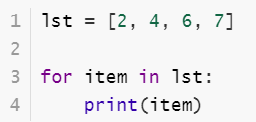 1 lst = [2, 4, 6, 7]
2
3 for item in lst:
4     print(item)